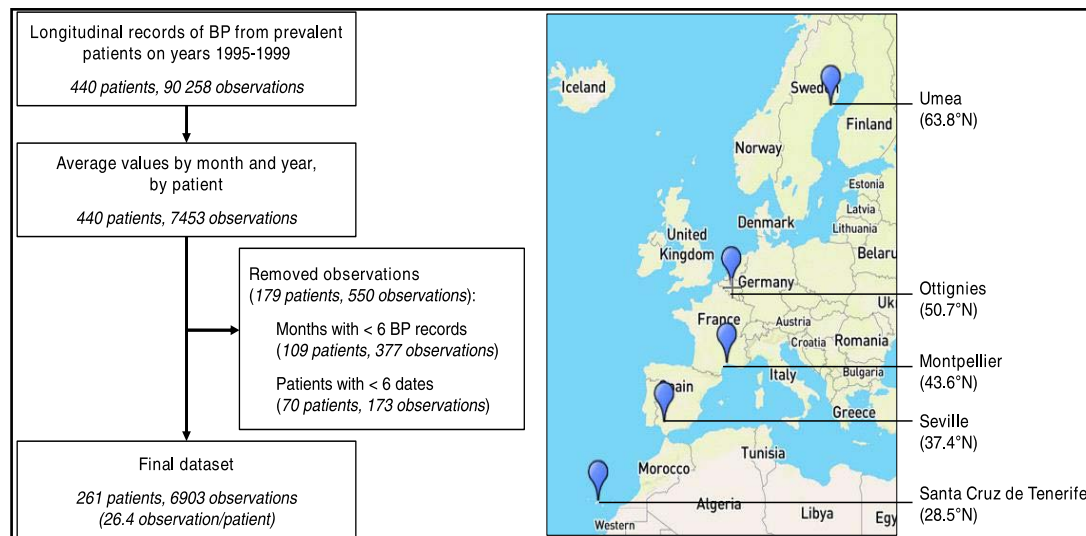 Longitudinal records of BP from prevalent
patients on years 1995-1999
440 patients, 90 258 observations
Average values by month and year,
by patient
440 patients, 7453 observations
Removed observations
(179 patients, 550 observations):
Months with < 6 BP records
(109 patients, 377 observations)
Patients with < 6 dates
(70 patients, 173 observations)
Final dataset
261 patients, 6903 observations
(26.4 observation/patient)
Iceland
Sweden
Finland
Norway
Estonia
Latvia
Lithuania
Denmark
United
Kingdom
Belaru
Germany
Uk
France
Austria
Croatia
Romania
Bulgaria
Italy
Spain
Greece
Tunisia
Morocco
Algeria
Libya
Egy
Western
Umea
(63.8°N)
Ottignies
(50.7°N)
Montpellier
(43.6°N)
Seville
(37.4°N)
Santa Cruz de Tenerife
(28.5°N)